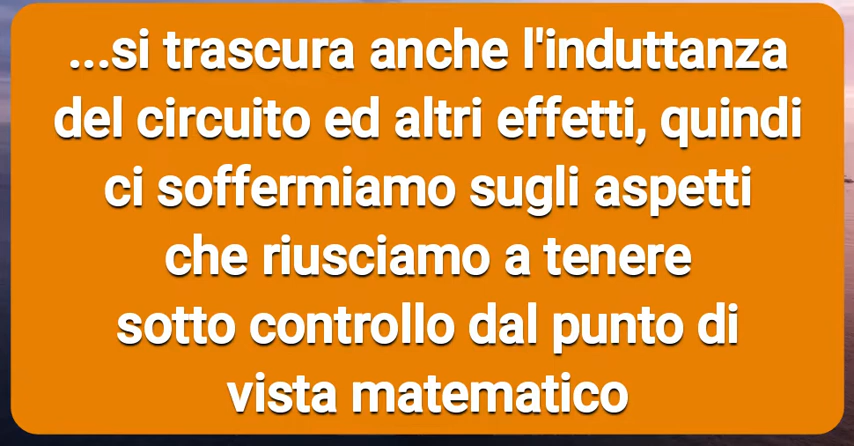 ...si trascura anche l'induttanza
del circuito ed altri effetti, quindi
ci soffermiamo sugli aspetti
che riusciamo a tenere
sotto controllo dal punto di
vista matematico